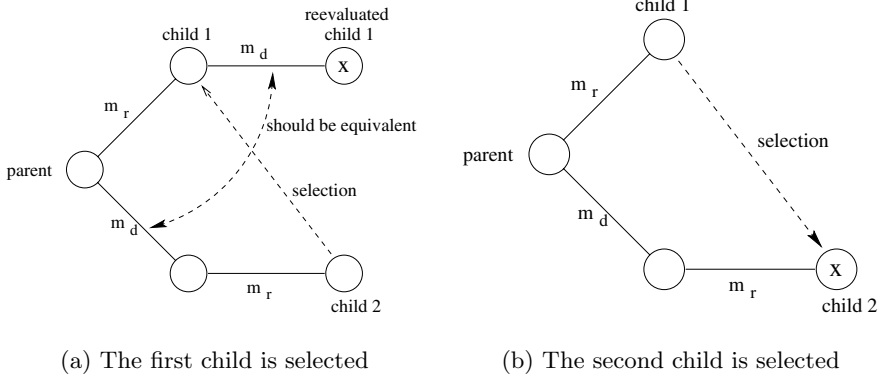 reevaluated
child 1
child 1
m d
x
m r
should be equivalent
parent
selection
m d
m r
child 2
(a) The first child is selected
child 1
m r
selection
parent
m d
x
m r
child 2
(b) The second child is selected